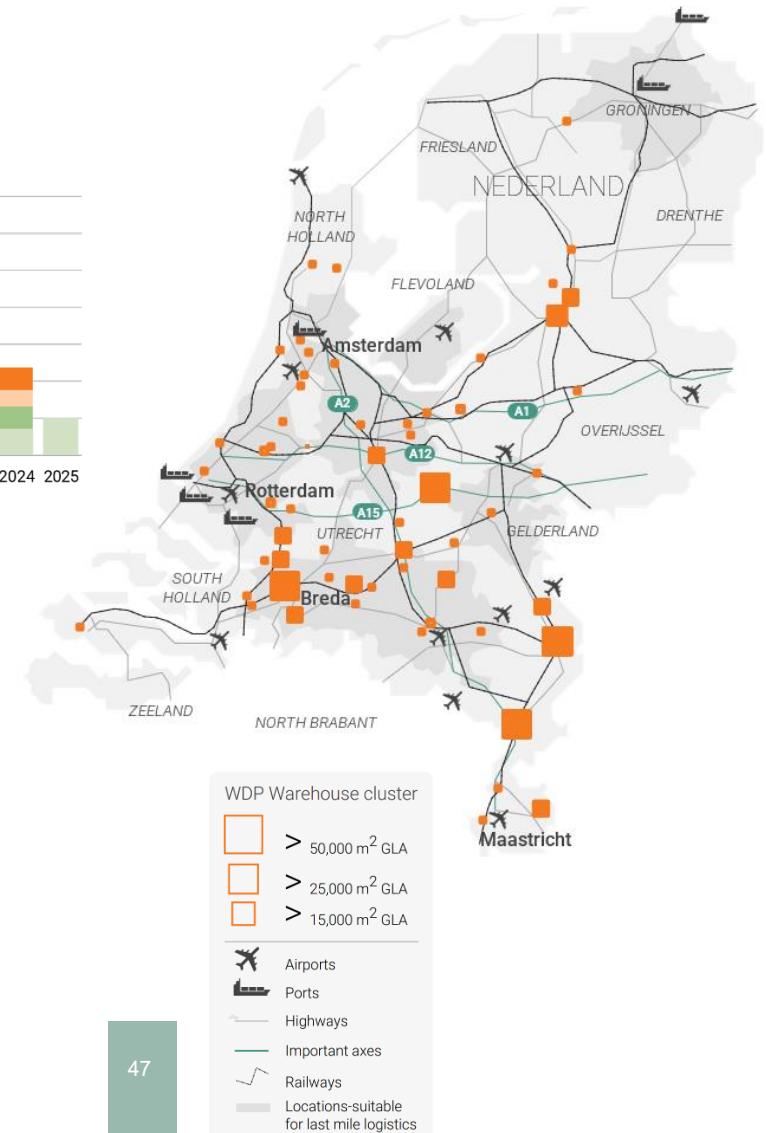 GRONINGEN
FRIESLAND
NEDERLAND
DRENTHE
NORTH
HOLLAND
FLEVOLAND
Amsterdam
A2
A1
OVERIJSSEL
A12
2024 2025
Rotterdam
A15
UTRECHT
GELDERLAND
SOUTH
HOLLAND
Breda
ZEELAND
NORTH BRABANT
Maastricht
WDP Warehouse cluster
> 50,000 m² GLA
> 25,000 m² GLA
> 15,000 m² GLA
Airports
Ports
Highways
Important axes
Railways
Locations-suitable
for last mile logistics
47